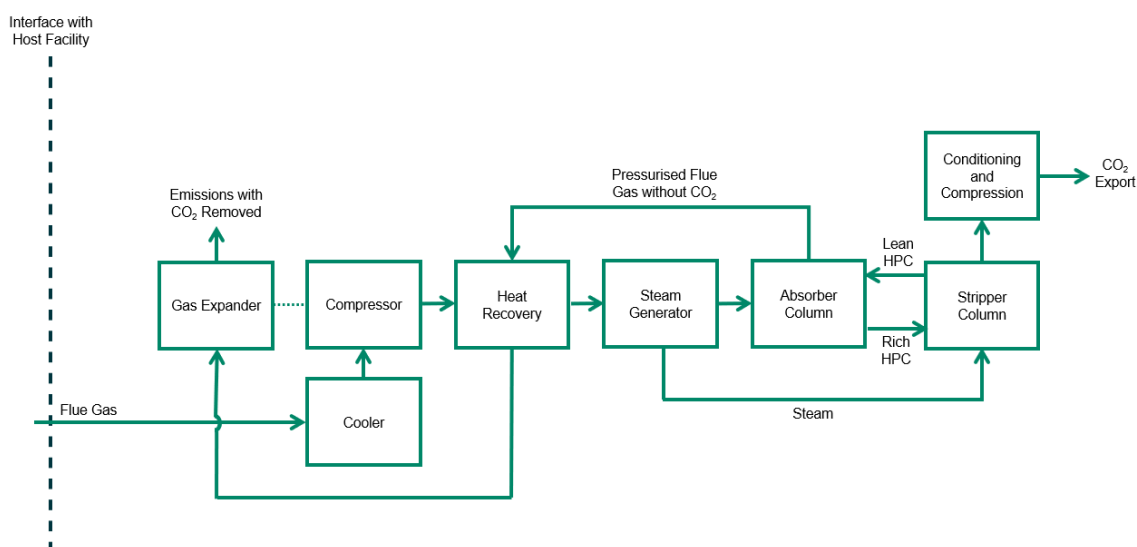 Interface with
Host Facility
Emissions with
CO₂ Removed
Pressurised Flue
Gas without CO₂
Conditioning
and
Compression
CO₂
Export
Gas Expander
Compressor
Heat
Recovery
Steam
Generator
Absorber
Column
Lean
HPC
Rich
HPC
Stripper
Column
Flue Gas
Cooler
Steam